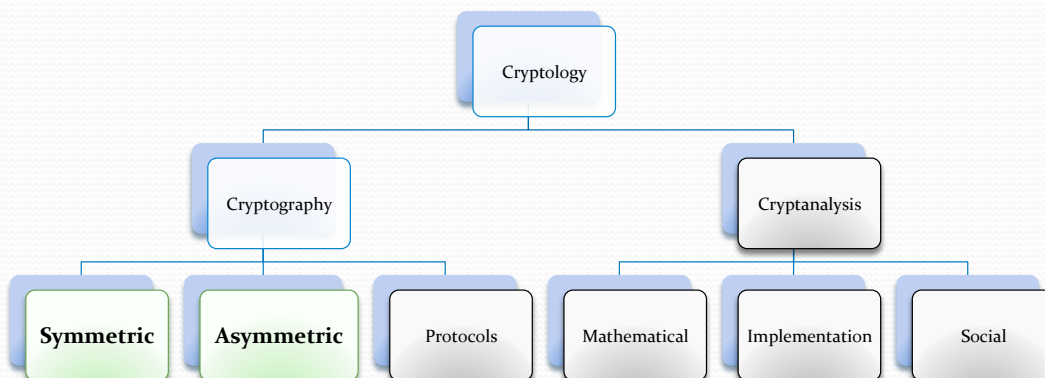 Cryptology
Cryptography
Cryptanalysis
Symmetric
Asymmetric
Protocols
Mathematical
Implementation
Social